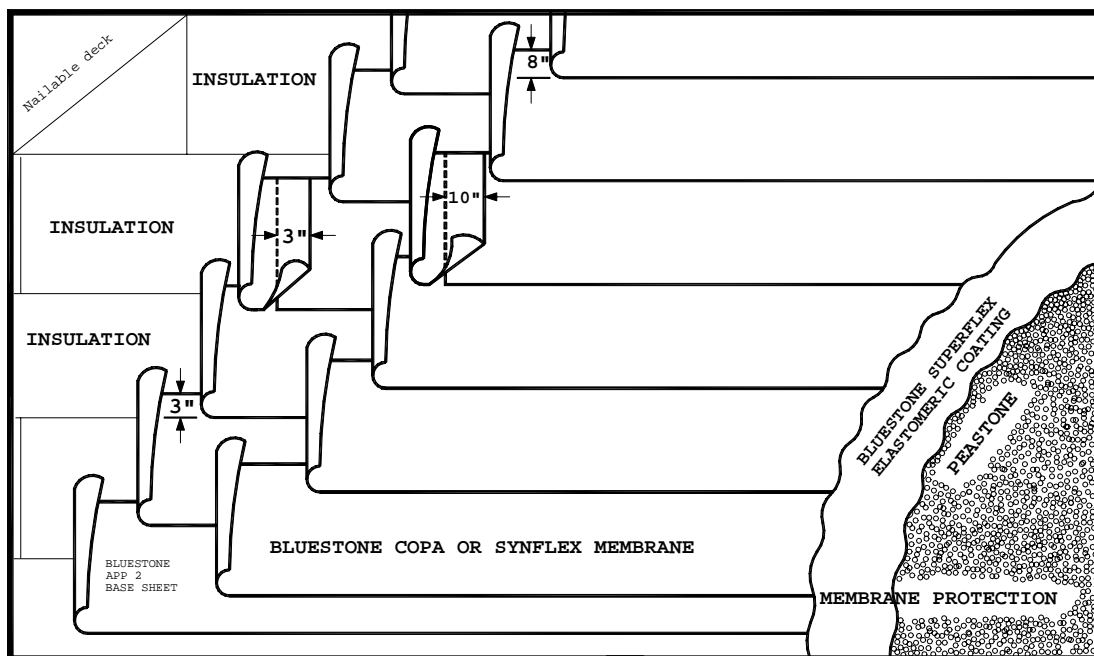 Nailable deck
INSULATION
8"
10"
INSULATION
3"
INSULATION
3"
BLUESTONE SUPERFLEX
ELASTOMERIC COATING
PEASTONE
BLUESTONE COPA OR SYNFLEX MEMBRANE
BLUESTONE
APP 2
BASE SHEET
MEMBRANE PROTECTION